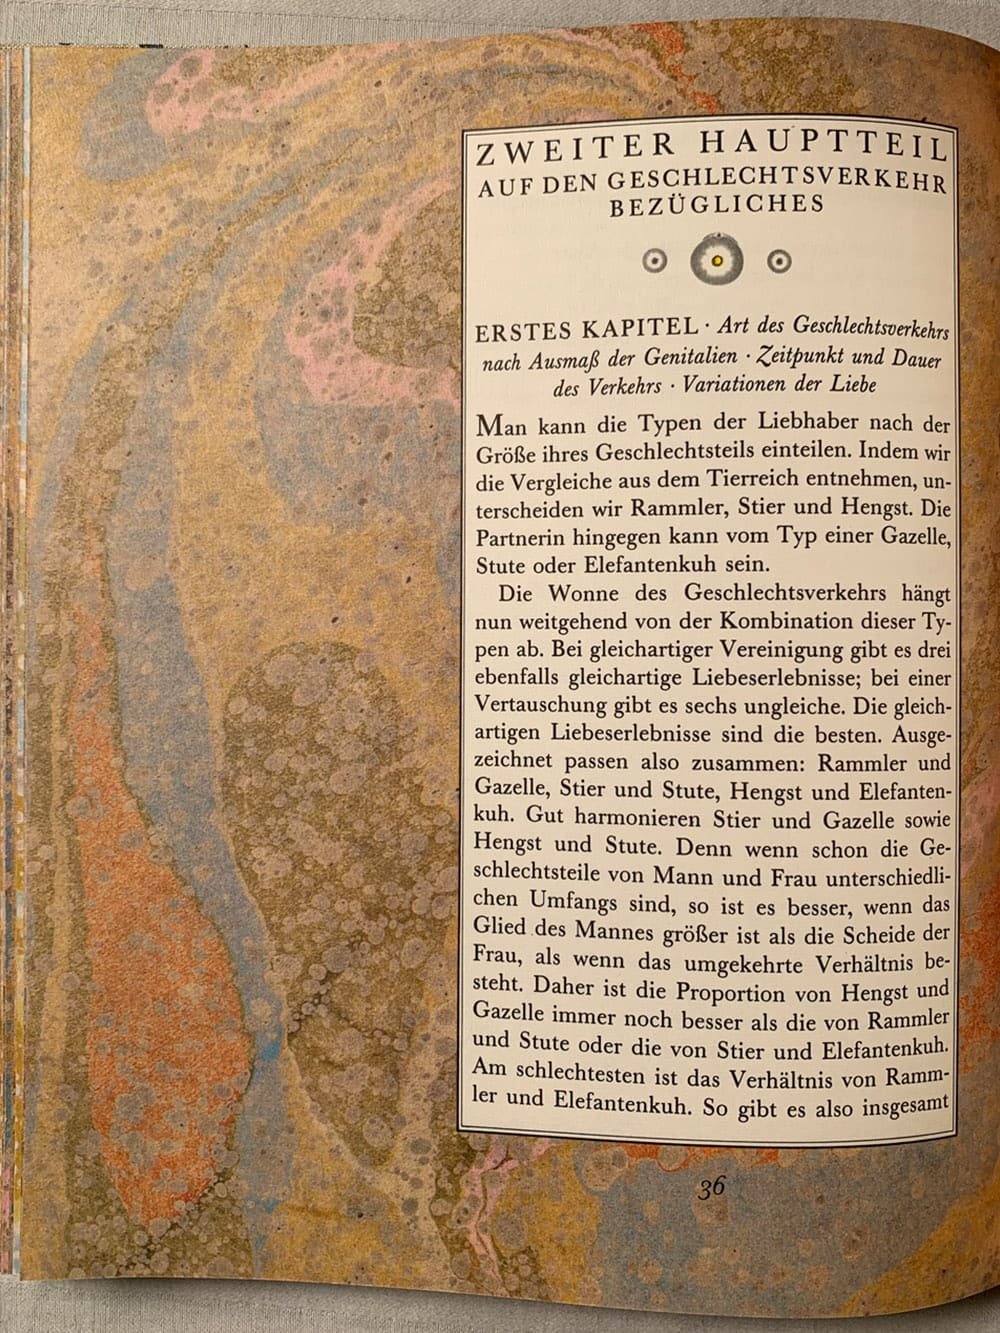 ZWEITER HAUPTTEIL
AUF DEN GESCHLECHTSVERKEHR
BEZÜGLICHES
ERSTES KAPITEL · Art des Geschlechtsverkehrs
nach Ausmaß der Genitalien · Zeitpunkt und Dauer
des Verkehrs · Variationen der Liebe
Man kann die Typen der Liebhaber nach der
Größe ihres Geschlechtsteils einteilen. Indem wir
die Vergleiche aus dem Tierreich entnehmen, un-
terscheiden wir Rammler, Stier und Hengst. Die
Partnerin hingegen kann vom Typ einer Gazelle,
Stute oder Elefantenkuh sein.
Die Wonne des Geschlechtsverkehrs hängt
nun weitgehend von der Kombination dieser Ty-
pen ab. Bei gleichartiger Vereinigung gibt es drei
ebenfalls gleichartige Liebeserlebnisse; bei einer
Vertauschung gibt es sechs ungleiche. Die gleich-
artigen Liebeserlebnisse sind die besten. Ausge-
zeichnet passen also zusammen: Rammler und
Gazelle, Stier und Stute, Hengst und Elefanten-
kuh. Gut harmonieren Stier und Gazelle sowie
Hengst und Stute. Denn wenn schon die Ge-
schlechtsteile von Mann und Frau unterschiedli-
chen Umfangs sind, so ist es besser, wenn das
Glied des Mannes größer ist als die Scheide der
Frau, als wenn das umgekehrte Verhältnis be-
steht. Daher ist die Proportion von Hengst und
Gazelle immer noch besser als die von Rammler
und Stute oder die von Stier und Elefantenkuh.
Am schlechtesten ist das Verhältnis von Ramm-
ler und Elefantenkuh. So gibt es also insgesamt
36